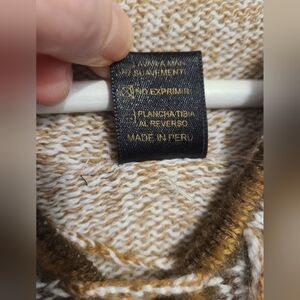 LAVAR A MANO
SUAVEMENTE
NO EXPRIMIR
PLANCHA TIBIA
AL REVERSO
MADE IN PERU